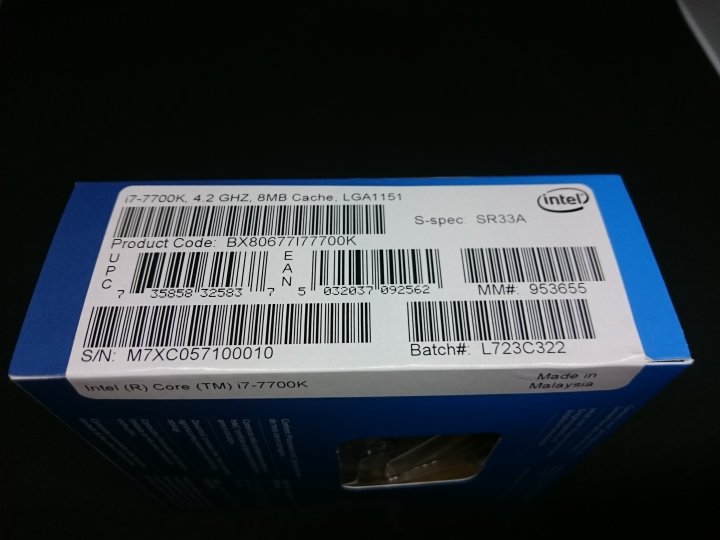 i7-7700K, 4.2 GHZ, 8MB Cache, LGA1151
intel
S-spec: SR33A
Product Code: BX80677I77700K
UPC
7 35858 32583 7
EAN
5 032037 092562
MM#: 953655
S/N: M7XC057100010
Batch#: L723C322
Intel (R) Core (TM) i7-7700K
Made in
Malaysia